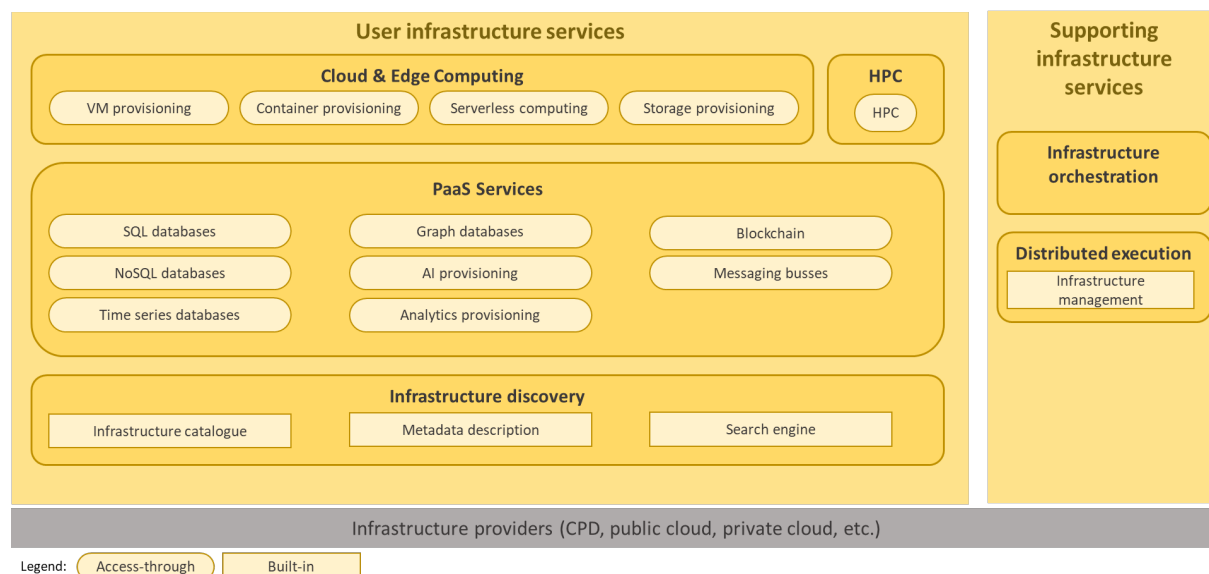 User infrastructure services
Cloud & Edge Computing
VM provisioning
Container provisioning
Serverless computing
Storage provisioning
HPC
HPC
PaaS Services
SQL databases
Graph databases
Blockchain
NoSQL databases
AI provisioning
Messaging busses
Time series databases
Analytics provisioning
Infrastructure discovery
Infrastructure catalogue
Metadata description
Search engine
Supporting
infrastructure
services
Infrastructure
orchestration
Distributed execution
Infrastructure
management
Infrastructure providers (CPD, public cloud, private cloud, etc.)
Legend:
Access-through
Built-in